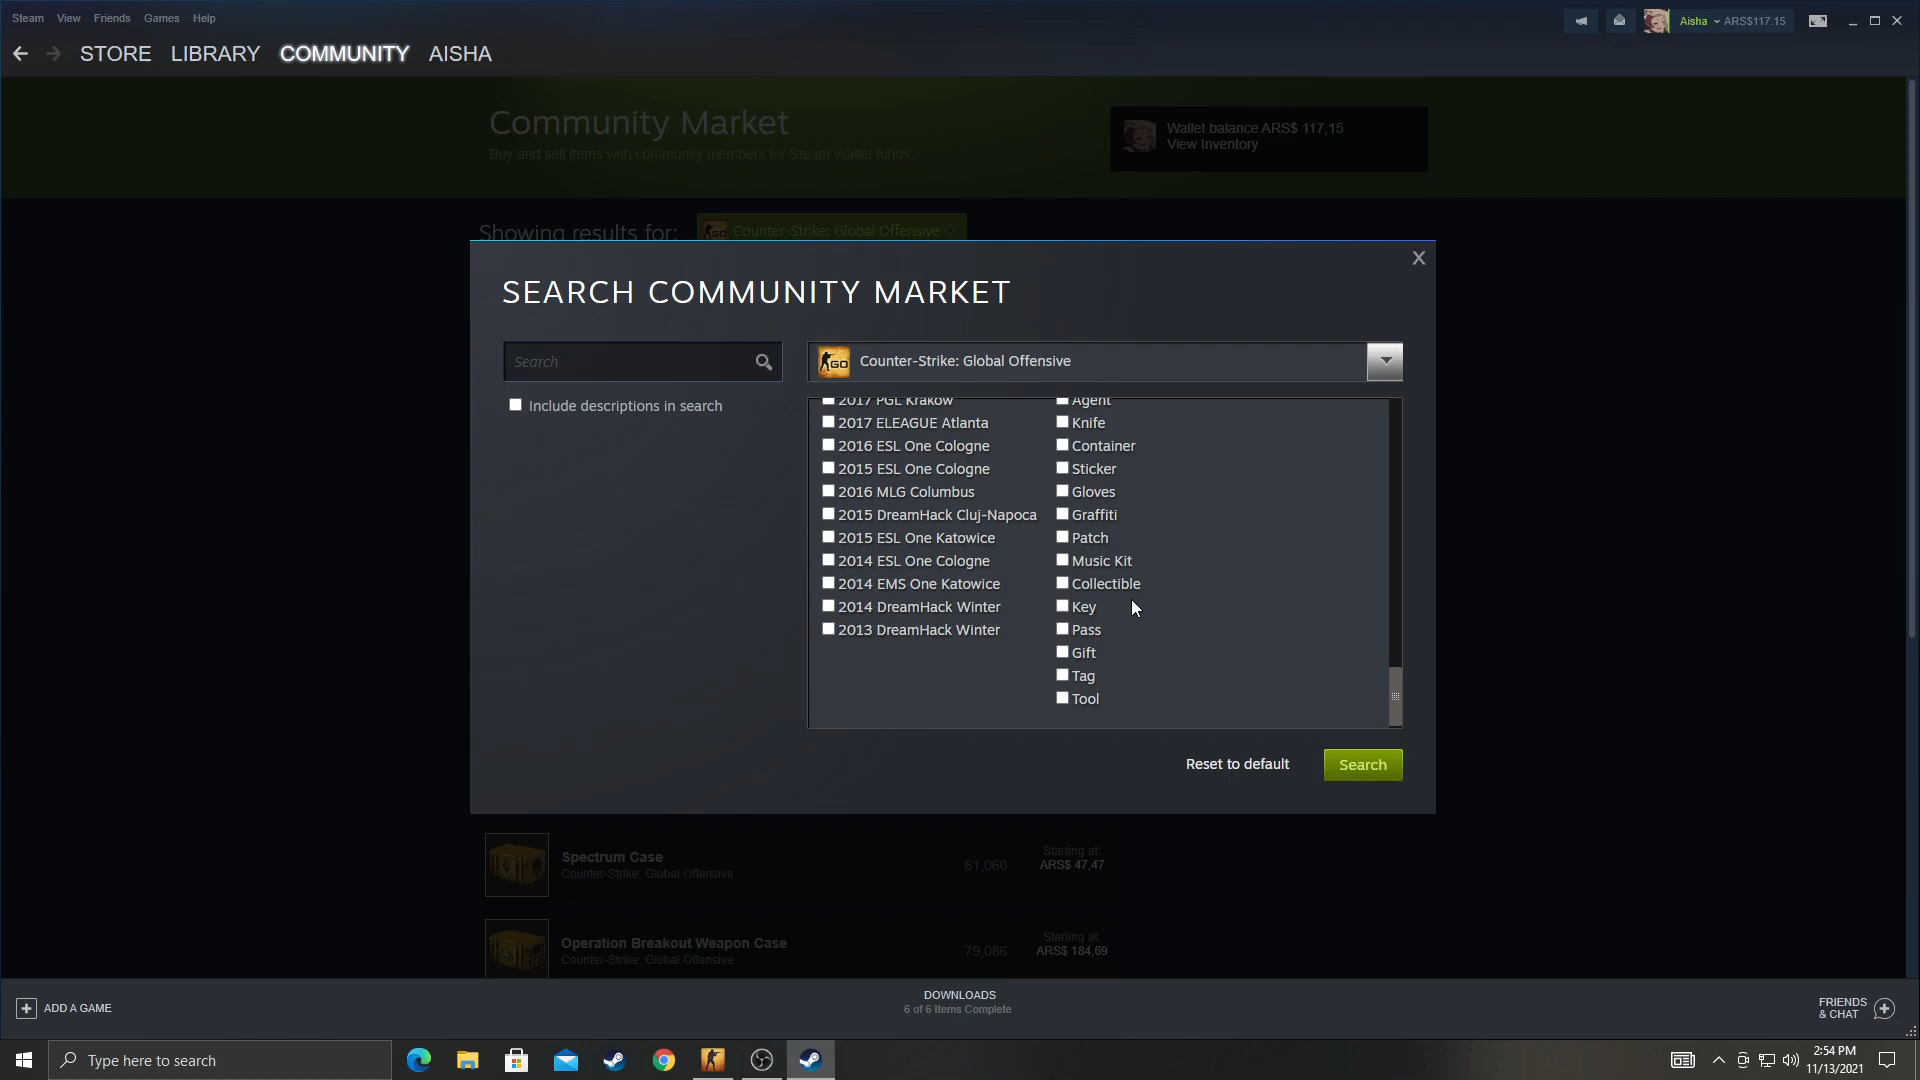 Steam View Friends Games Help
Aisha ARS$117.15
STORE LIBRARY COMMUNITY AISHA
Community Market
Buy and sell items with community members for Steam Wallet funds.
Wallet balance ARS$ 117,15
View Inventory
Showing results for: Counter-Strike: Global Offensive
X
SEARCH COMMUNITY MARKET
Search
GO Counter-Strike: Global Offensive
Include descriptions in search
2017 PGL Krakow
2017 ELEAGUE Atlanta
2016 ESL One Cologne
2015 ESL One Cologne
2016 MLG Columbus
2015 DreamHack Cluj-Napoca
2015 ESL One Katowice
2014 ESL One Cologne
2014 EMS One Katowice
2014 DreamHack Winter
2013 DreamHack Winter
Agent
Knife
Container
Sticker
Gloves
Graffiti
Patch
Music Kit
Collectible
Key
Pass
Gift
Tag
Tool
Reset to default Search
Spectrum Case
Counter-Strike: Global Offensive
61,060
Starting at:
ARS$ 47,47
Operation Breakout Weapon Case
Counter-Strike: Global Offensive
79,086
Starting at:
ARS$ 184,69
ADD A GAME
DOWNLOADS
6 of 6 Items Complete
FRIENDS
& CHAT
Type here to search
2:54 PM
11/13/2021